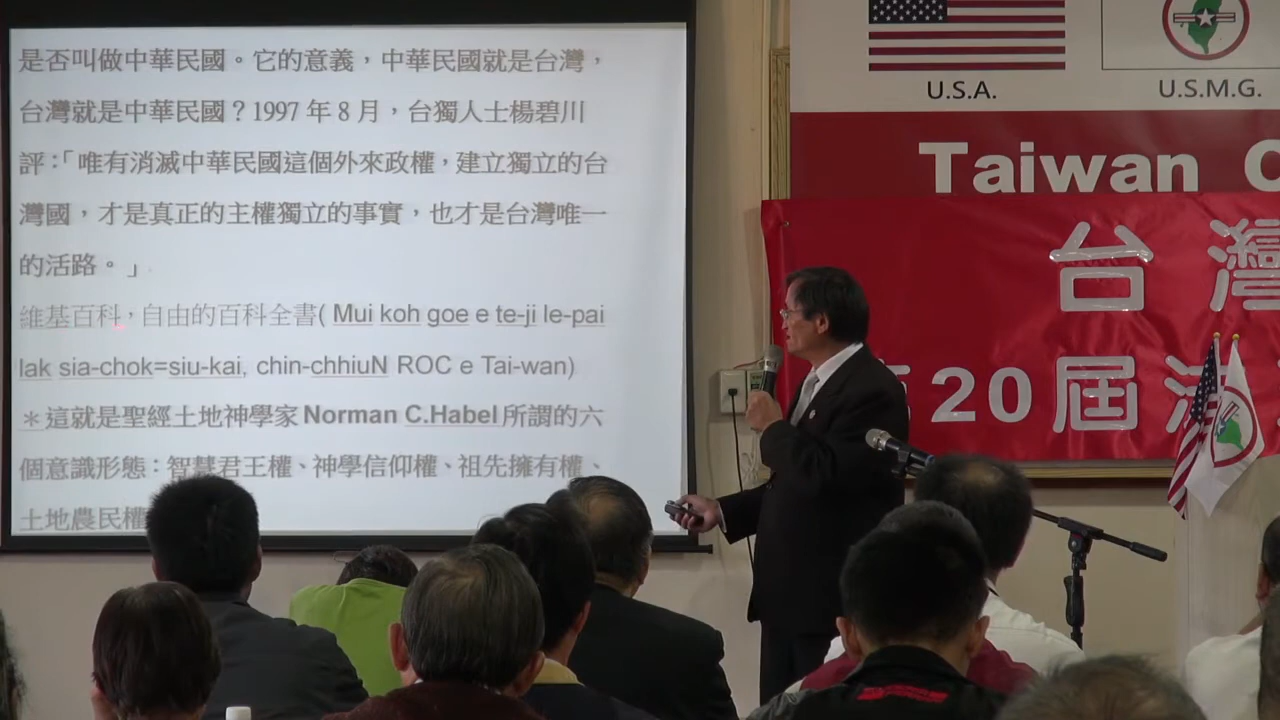 是否叫做中華民國。它的意義，中華民國就是台灣，
台灣就是中華民國？1997 年 8 月，台獨人士楊碧川
評：「唯有消滅中華民國這個外來政權，建立獨立的台
灣國，才是真正的主權獨立的事實，也才是台灣唯一
的活路。」
維基百科，自由的百科全書( Mui koh goe e te-ji le-pai
lak sia-chok=siu-kai, chin-chhiuN ROC e Tai-wan)
＊這就是聖經土地神學家 Norman C.Habel 所謂的六
個意識形態：智慧君王權、神學信仰權、祖先擁有權、
土地農民權
U.S.A.
U.S.M.G.
Taiwan C
台灣
20屆